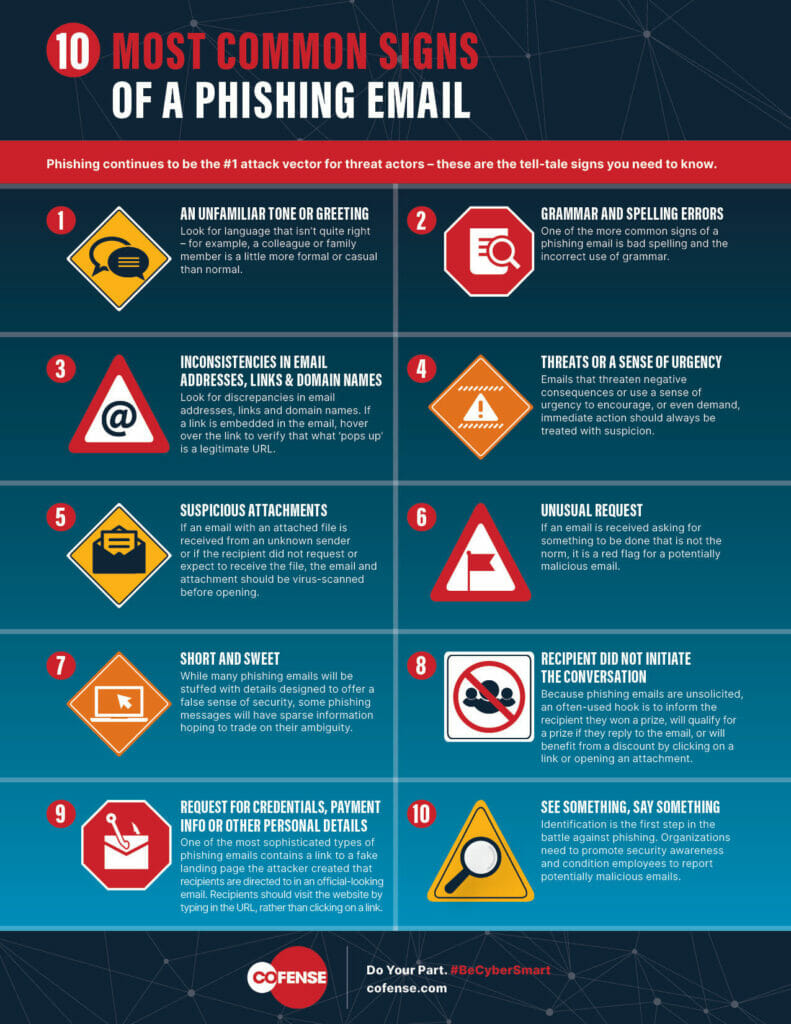 10 MOST COMMON SIGNS
OF A PHISHING EMAIL
Phishing continues to be the #1 attack vector for threat actors – these are the tell-tale signs you need to know.
1
AN UNFAMILIAR TONE OR GREETING
Look for language that isn't quite right
– for example, a colleague or family
member is a little more formal or casual
than normal.
2
GRAMMAR AND SPELLING ERRORS
One of the more common signs of a
phishing email is bad spelling and the
incorrect use of grammar.
3
INCONSISTENCIES IN EMAIL
ADDRESSES, LINKS & DOMAIN NAMES
Look for discrepancies in email
addresses, links and domain names. If
a link is embedded in the email, hover
over the link to verify that what 'pops up'
is a legitimate URL.
@
4
THREATS OR A SENSE OF URGENCY
Emails that threaten negative
consequences or use a sense of
urgency to encourage, or even demand,
immediate action should always be
treated with suspicion.
!
5
SUSPICIOUS ATTACHMENTS
If an email with an attached file is
received from an unknown sender
or if the recipient did not request or
expect to receive the file, the email and
attachment should be virus-scanned
before opening.
6
UNUSUAL REQUEST
If an email is received asking for
something to be done that is not the
norm, it is a red flag for a potentially
malicious email.
7
SHORT AND SWEET
While many phishing emails will be
stuffed with details designed to offer a
false sense of security, some phishing
messages will have sparse information
hoping to trade on their ambiguity.
8
RECIPIENT DID NOT INITIATE
THE CONVERSATION
Because phishing emails are unsolicited,
an often-used hook is to inform the
recipient they won a prize, will qualify for
a prize if they reply to the email, or will
benefit from a discount by clicking on a
link or opening an attachment.
9
REQUEST FOR CREDENTIALS, PAYMENT
INFO OR OTHER PERSONAL DETAILS
One of the most sophisticated types of
phishing emails contains a link to a fake
landing page the attacker created that
recipients are directed to in an official-looking
email. Recipients should visit the website by
typing in the URL, rather than clicking on a link.
10
SEE SOMETHING, SAY SOMETHING
Identification is the first step in the
battle against phishing. Organizations
need to promote security awareness
and condition employees to report
potentially malicious emails.
COFENSE
Do Your Part. #BeCyberSmart
cofense.com